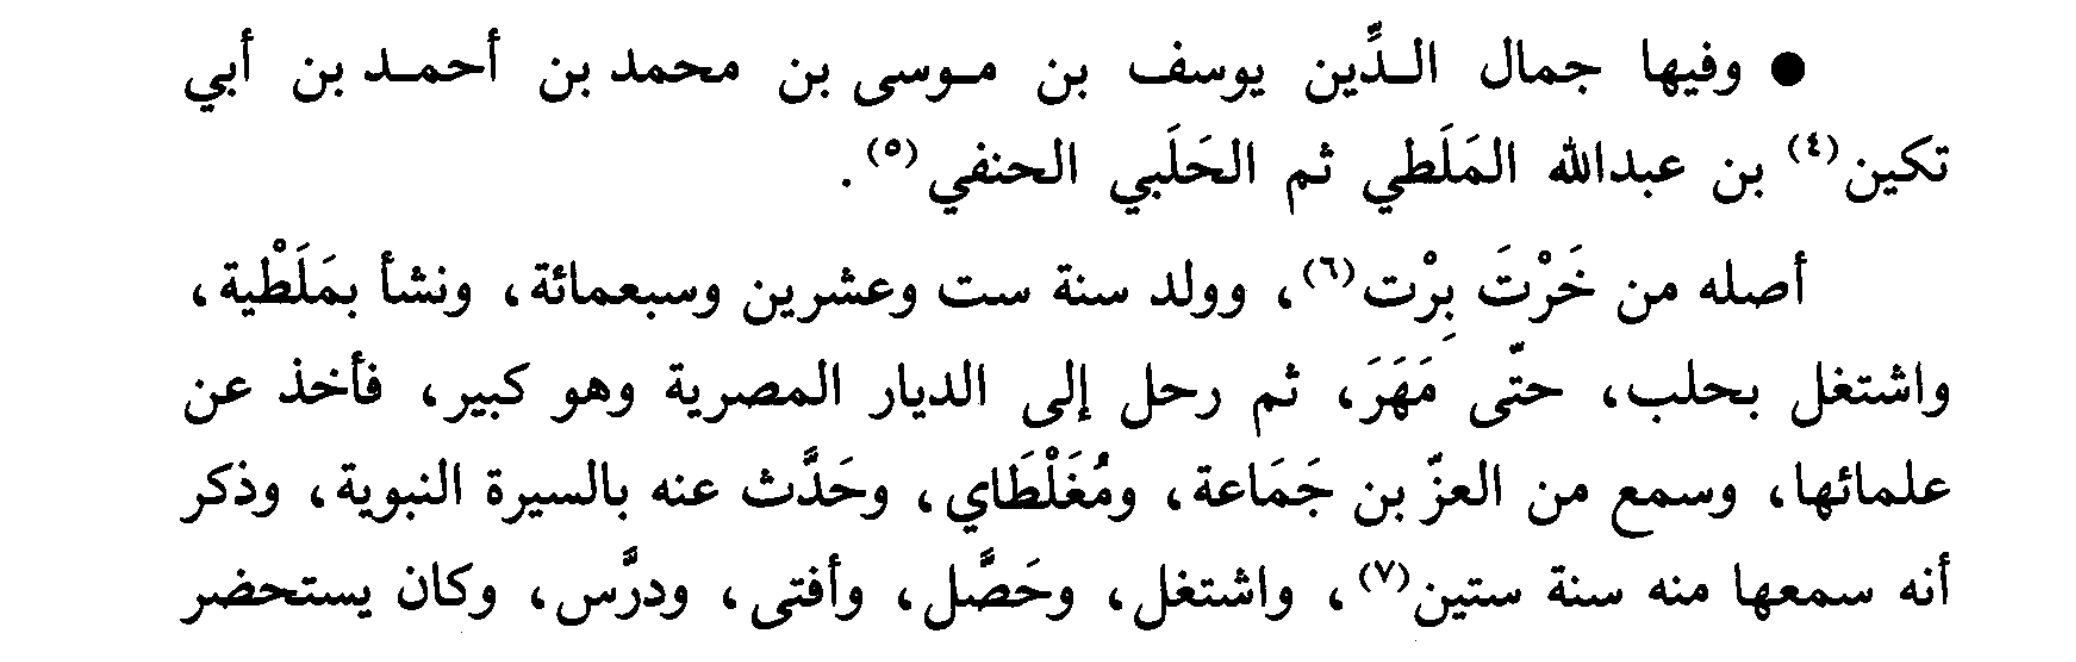 ● وفيها جمال الـدِّين يوسف بن مـوسى بن محمد بن أحمـد بن أبي
تكين(٤) بن عبدالله المَلَطي ثم الحَلَبي الحنفي(٥) .
أصله من خَرْتَ بِرْت(٦)، وولد سنة ست وعشرين وسبعمائة، ونشأ بمَلَطْية،
واشتغل بحلب، حتّى مَهَرَ، ثم رحل إلى الديار المصرية وهو كبير، فأخذ عن
علمائها، وسمع من العزّ بن جَمَاعة، ومُغَلْطَاي، وحَدَّث عنه بالسيرة النبوية، وذكر
أنه سمعها منه سنة ستين(٧)، واشتغل، وحَصَّل، وأفتى، ودرَّس، وكان يستحضر